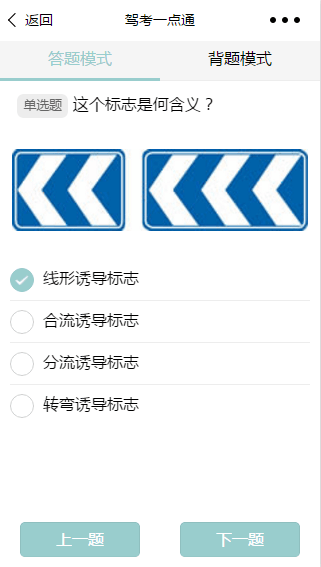 返回 驾考一点通
答题模式 背题模式
单选题 这个标志是何含义？
线形诱导标志
合流诱导标志
分流诱导标志
转弯诱导标志
上一题 下一题